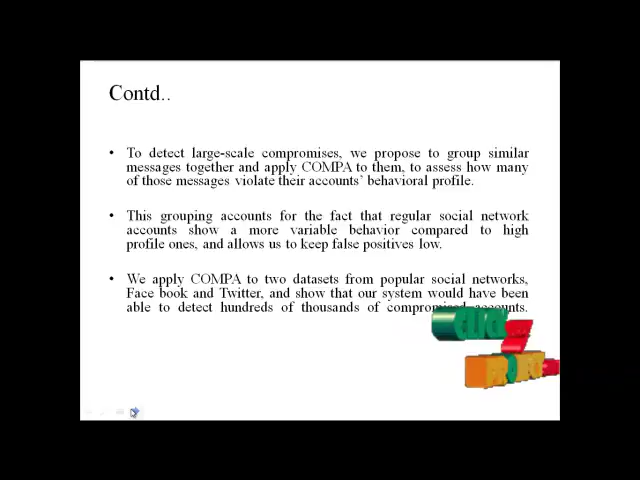 Contd..
• To detect large-scale compromises, we propose to group similar
messages together and apply COMPA to them, to assess how many
of those messages violate their accounts' behavioral profile.
• This grouping accounts for the fact that regular social network
accounts show a more variable behavior compared to high
profile ones, and allows us to keep false positives low.
• We apply COMPA to two datasets from popular social networks,
Face book and Twitter, and show that our system would have been
able to detect hundreds of thousands of compromised accounts.